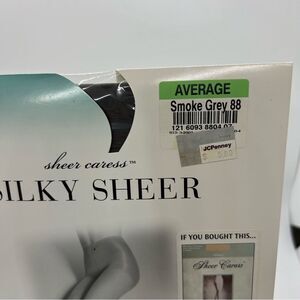 AVERAGE
Smoke Grey 88
121 6093 8804 07
JCPenney
sheer caress™
SILKY SHEER
IF YOU BOUGHT THIS...
Sheer Caress